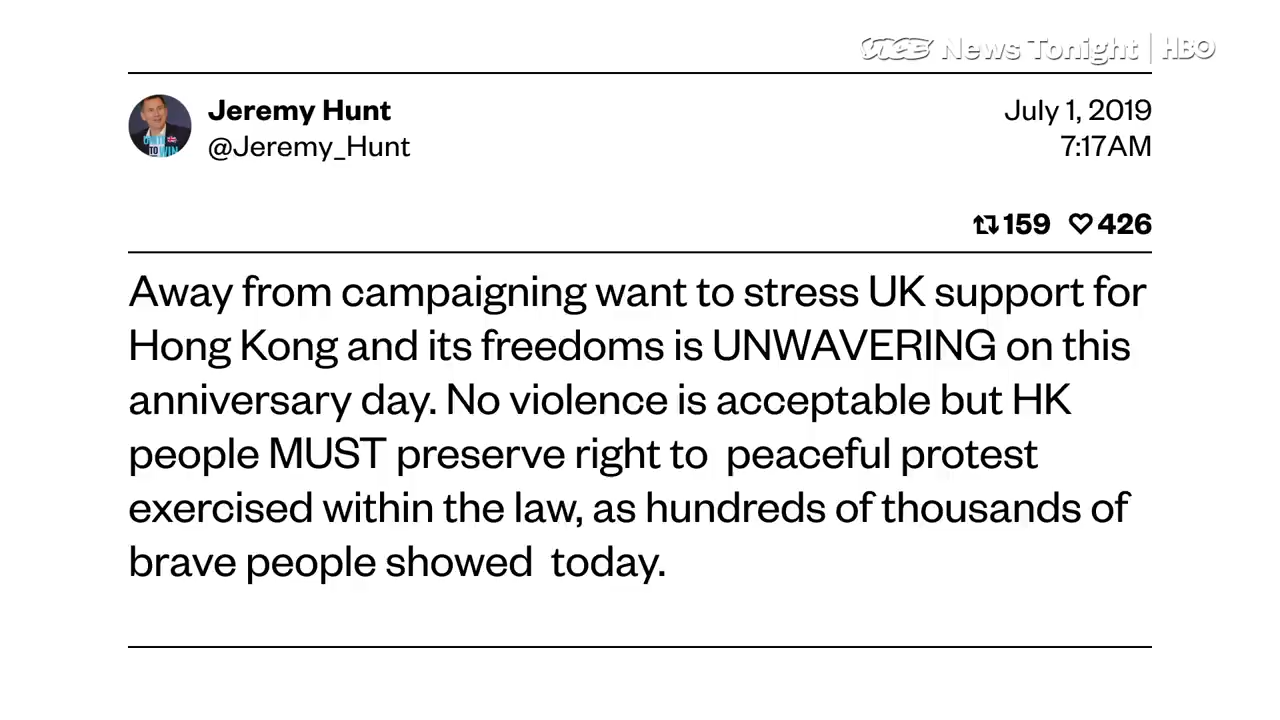 VICE News Tonight | HBO
Jeremy Hunt
July 1, 2019
@Jeremy_Hunt
7:17AM
159 426
Away from campaigning want to stress UK support for
Hong Kong and its freedoms is UNWAVERING on this
anniversary day. No violence is acceptable but HK
people MUST preserve right to  peaceful protest
exercised within the law, as hundreds of thousands of
brave people showed  today.